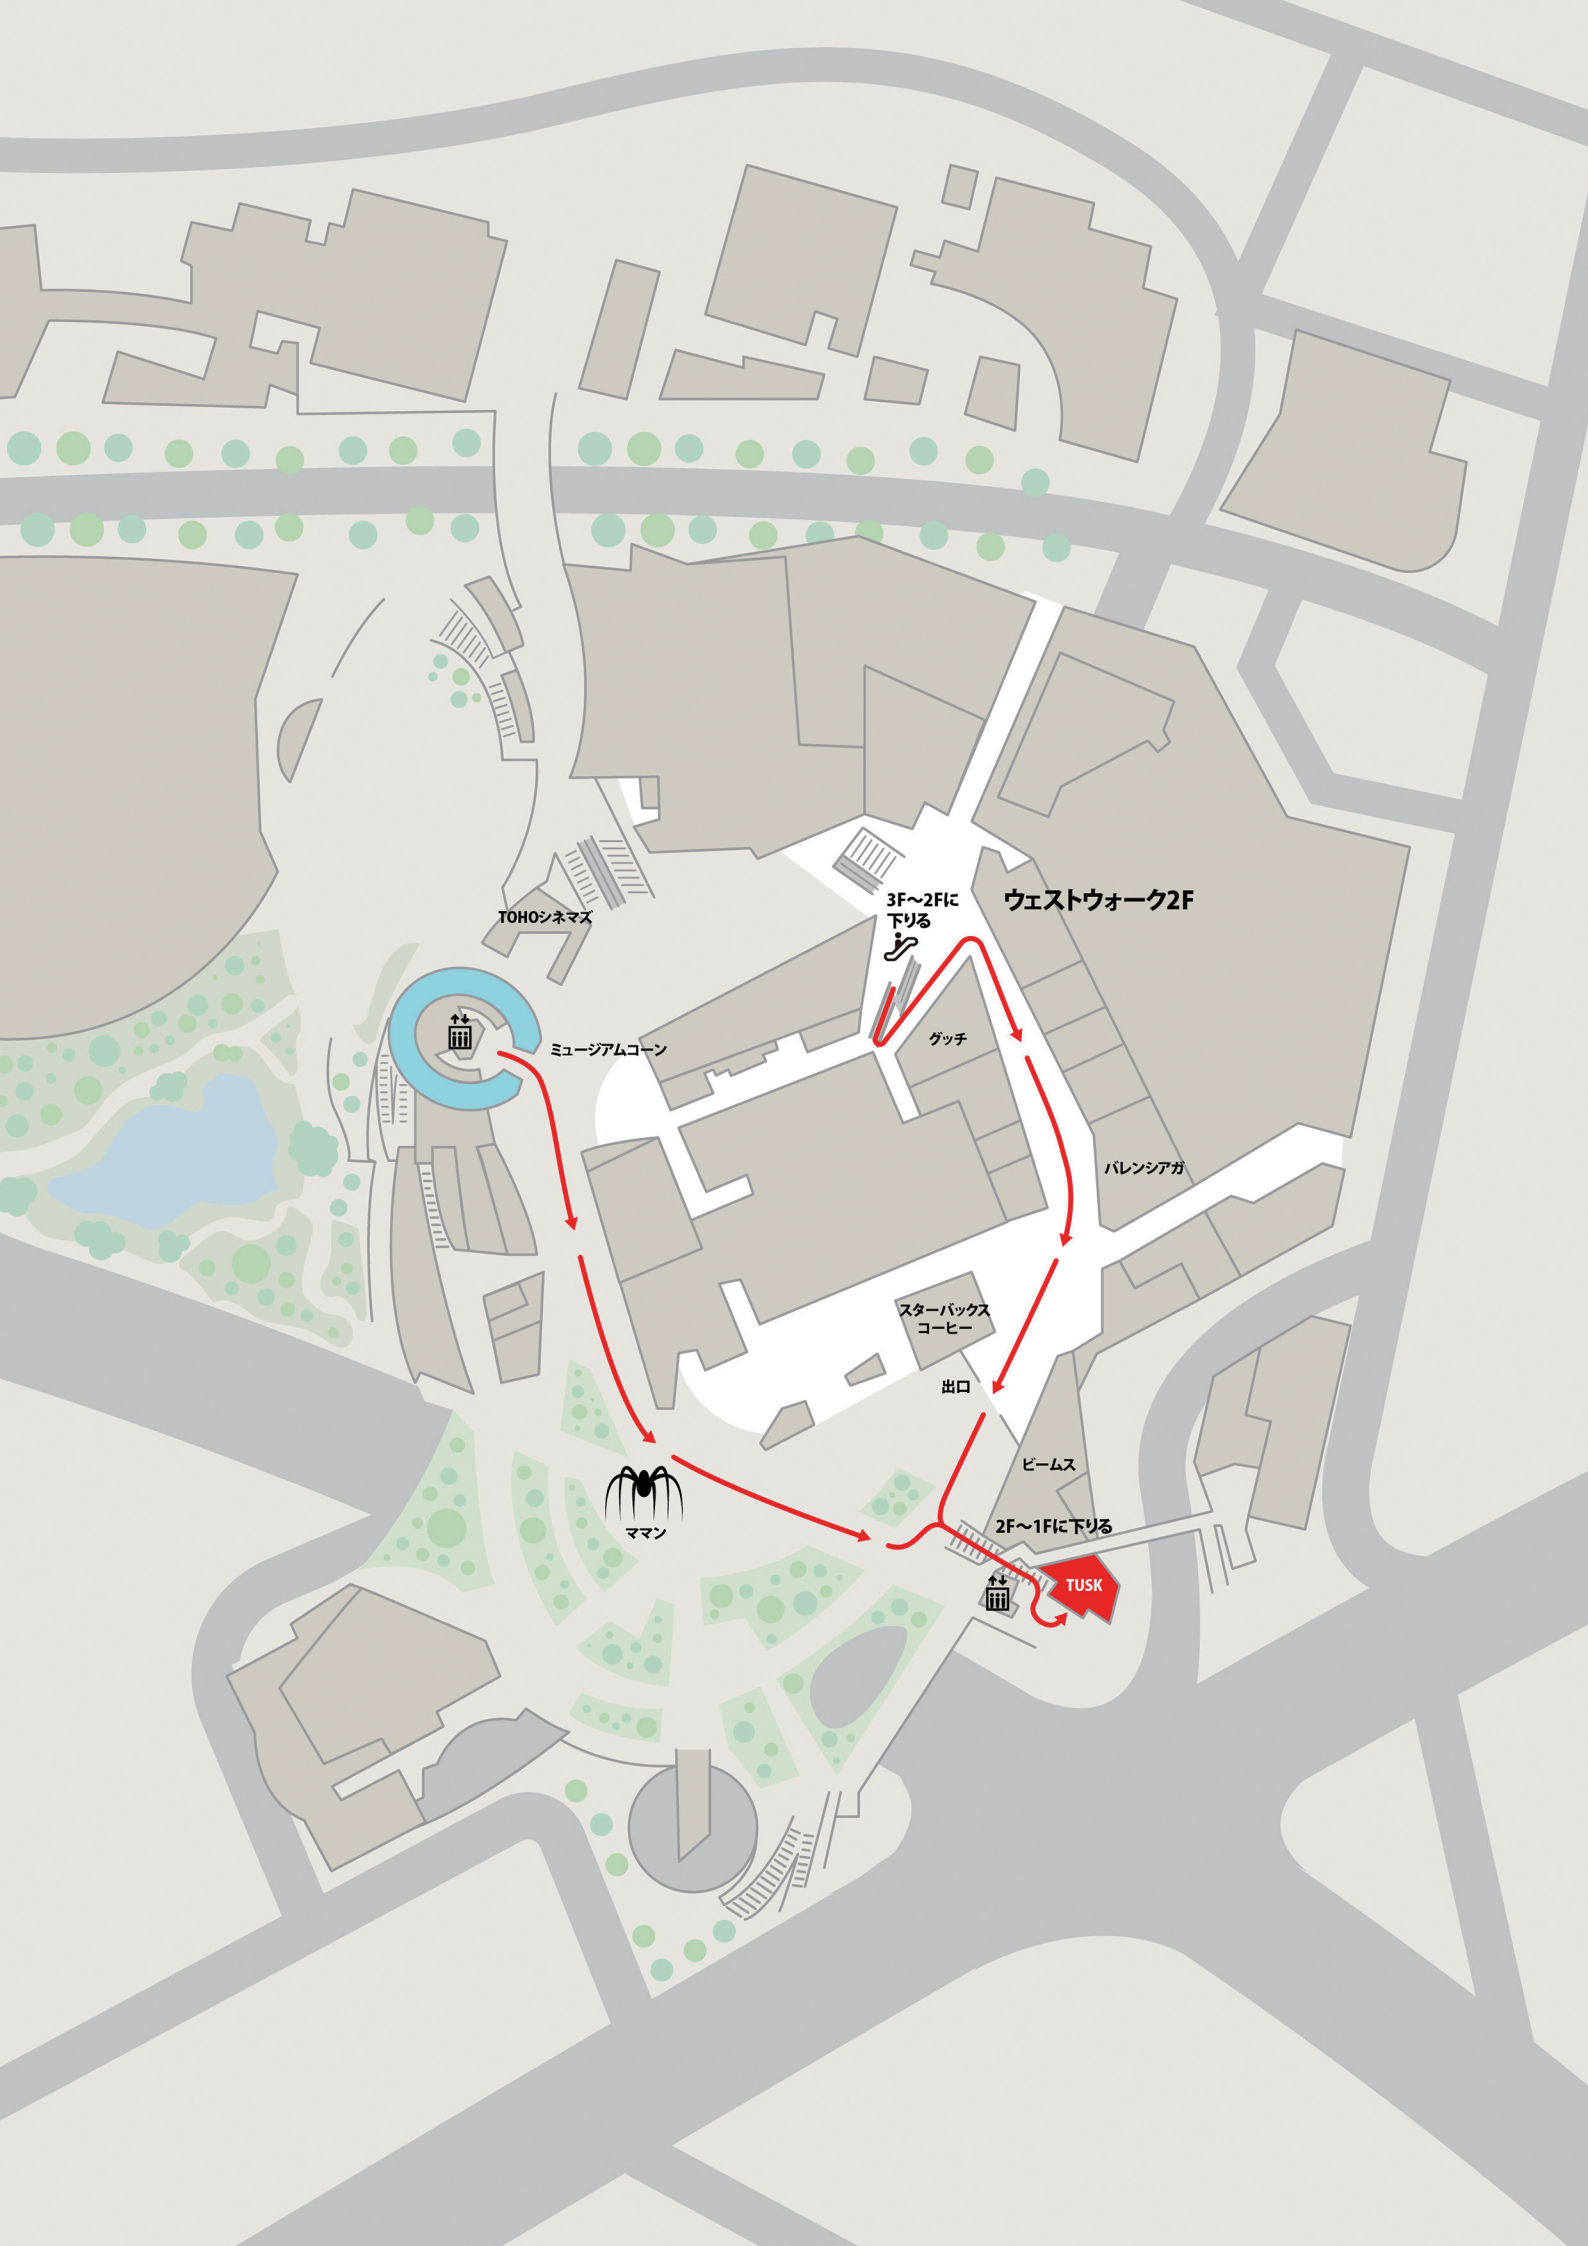 3F〜2Fに
下りる
ウェストウォーク2F
TOHOシネマズ
グッチ
ミュージアムコーン
バレンシアガ
スターバックス
コーヒー
出口
ビームス
ママン
2F〜1Fに下りる
TUSK